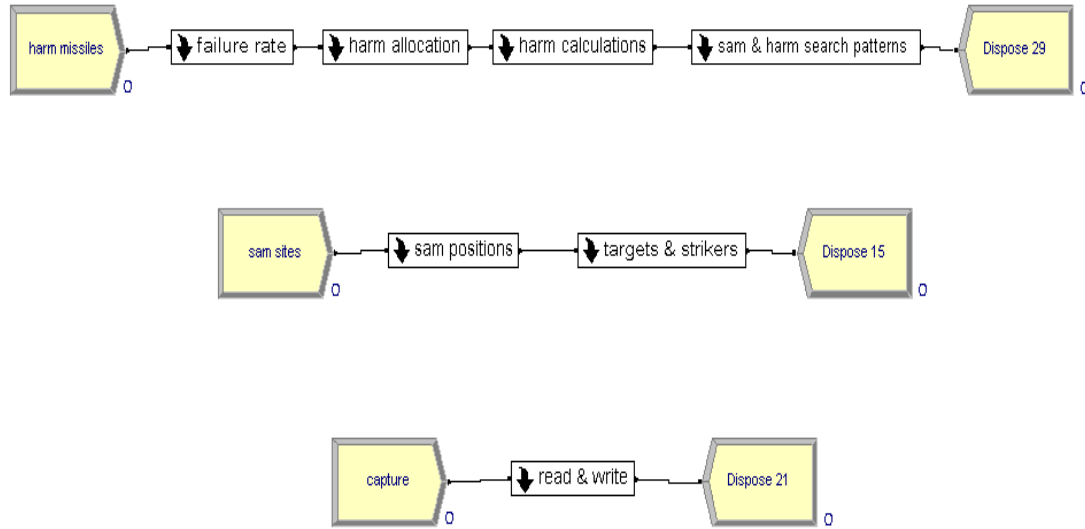 harm missiles
failure rate
harm allocation
harm calculations
sam & harm search patterns
Dispose 29
0
0
sam sites
sam positions
targets & strikers
Dispose 15
0
0
capture
read & write
Dispose 21
0
0